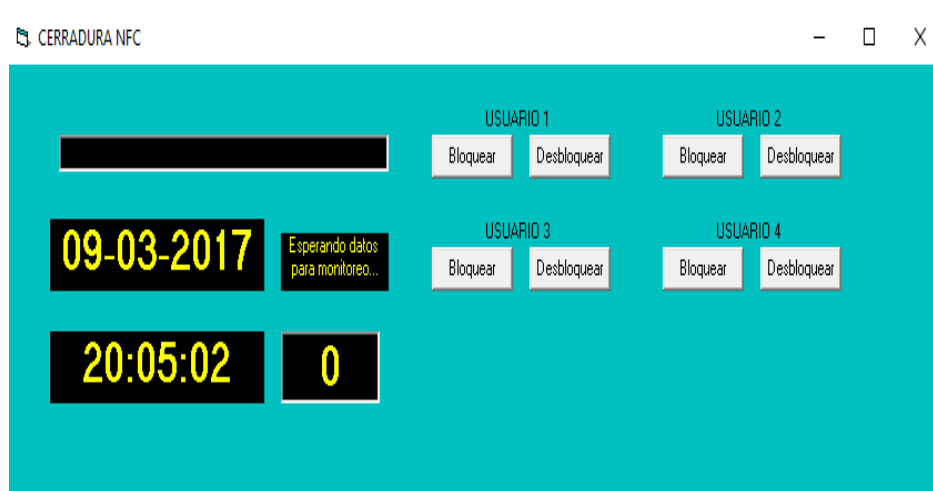 CERRADURA NFC
USUARIO 1
USUARIO 2
Bloquear
Desbloquear
Bloquear
Desbloquear
09-03-2017
Esperando datos
para monitoreo...
USUARIO 3
USUARIO 4
Bloquear
Desbloquear
Bloquear
Desbloquear
20:05:02
0